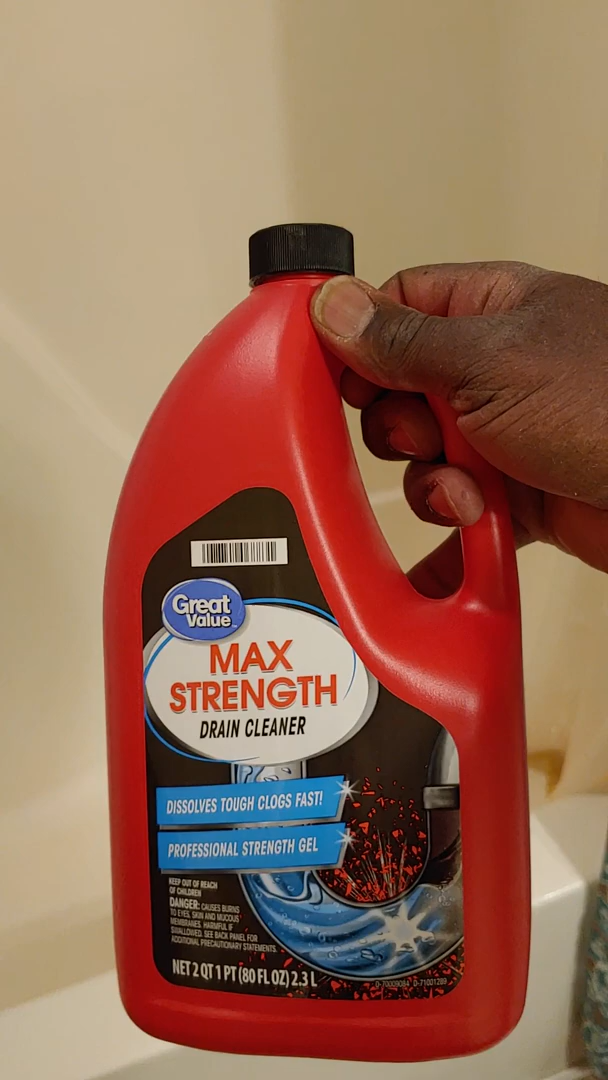 Great
Value
MAX
STRENGTH
DRAIN CLEANER
DISSOLVES TOUGH CLOGS FAST!
PROFESSIONAL STRENGTH GEL
KEEP OUT OF REACH
OF CHILDREN
DANGER: CAUSES BURNS
TO EYES, SKIN AND MUCOUS
MEMBRANES. HARMFUL IF
SWALLOWED. SEE BACK PANEL FOR
ADDITIONAL PRECAUTIONARY STATEMENTS.
NET 2 QT 1 PT (80 FL OZ) 2.3 L
D-70009084 D-71001289